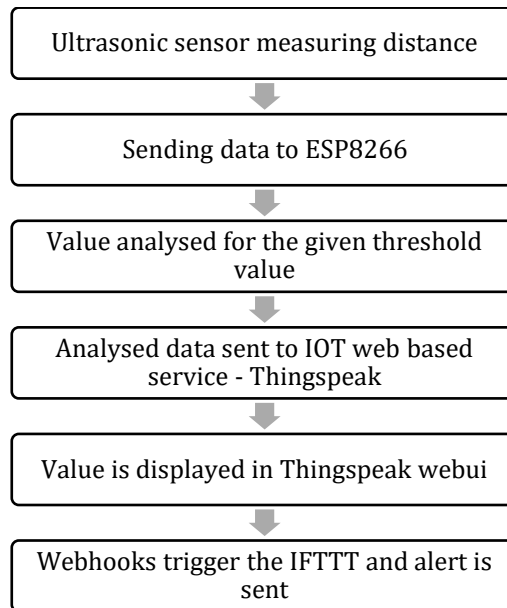 Ultrasonic sensor measuring distance
Sending data to ESP8266
Value analysed for the given threshold
value
Analysed data sent to IOT web based
service - Thingspeak
Value is displayed in Thingspeak webui
Webhooks trigger the IFTTT and alert is
sent